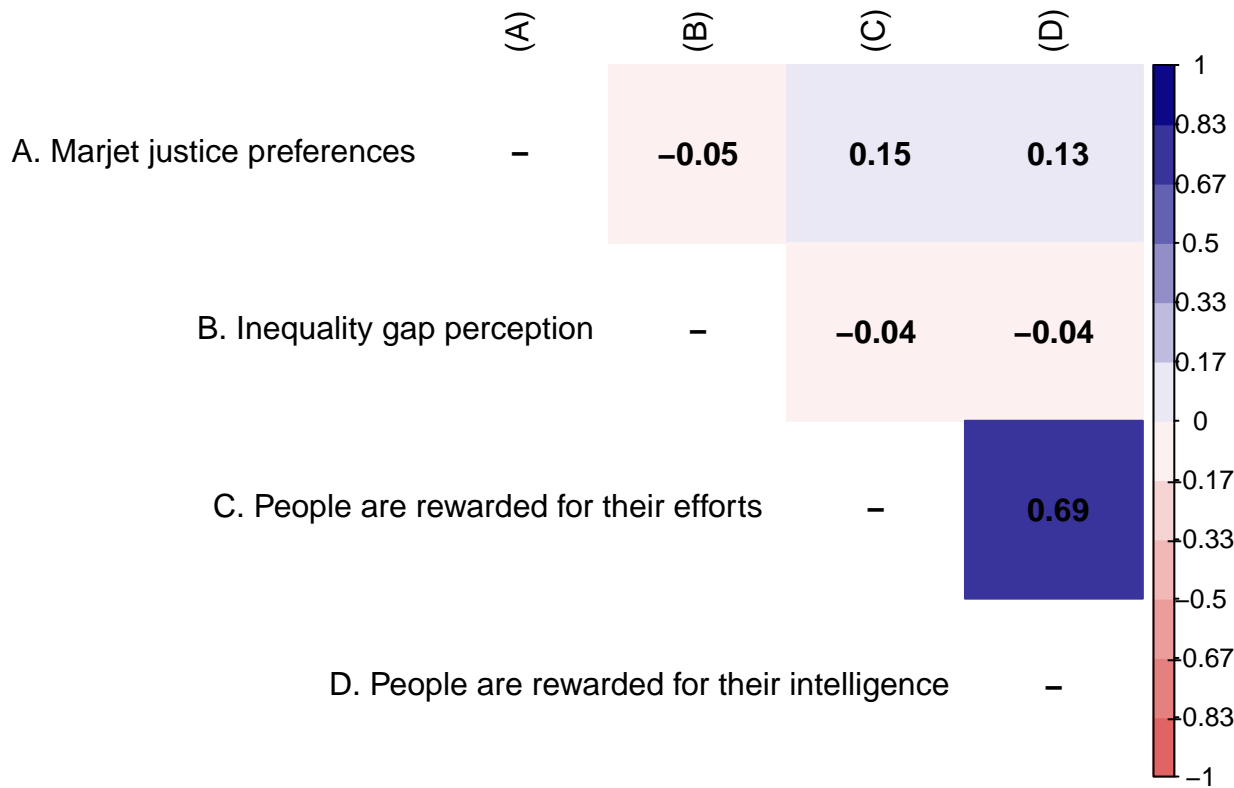 (A) (B) (C) (D)
A. Marjet justice preferences – −0.05 0.15 0.13
B. Inequality gap perception – −0.04 −0.04
C. People are rewarded for their efforts – 0.69
D. People are rewarded for their intelligence –
1
0.83
0.67
0.5
0.33
0.17
0
−0.17
−0.33
−0.5
−0.67
−0.83
−1